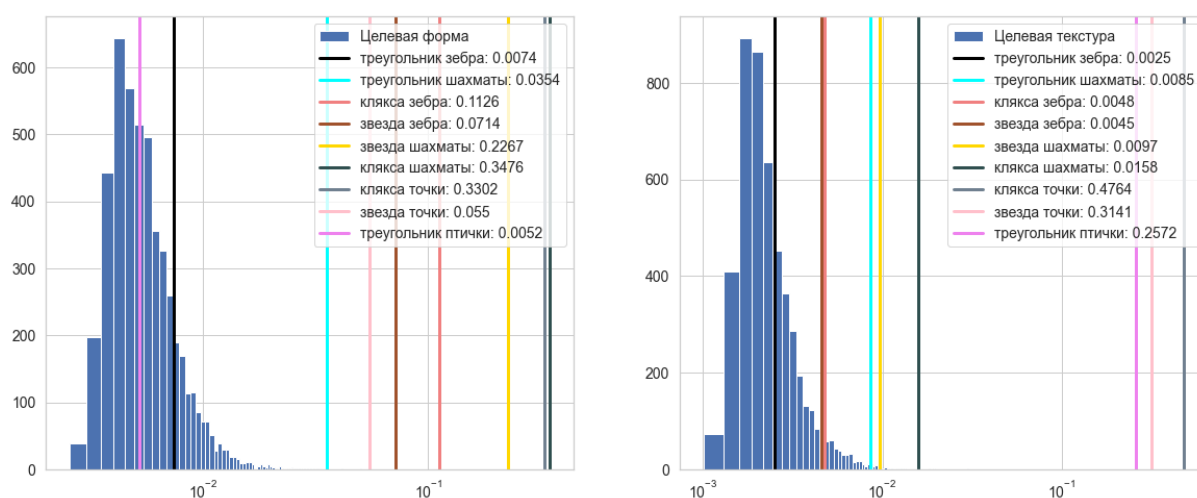 Целевая форма
треугольник зебра: 0.0074
треугольник шахматы: 0.0354
клякса зебра: 0.1126
звезда зебра: 0.0714
звезда шахматы: 0.2267
клякса шахматы: 0.3476
клякса точки: 0.3302
звезда точки: 0.055
треугольник птички: 0.0052
600
500
400
300
200
100
0
10⁻²
10⁻¹
Целевая текстура
треугольник зебра: 0.0025
треугольник шахматы: 0.0085
клякса зебра: 0.0048
звезда зебра: 0.0045
звезда шахматы: 0.0097
клякса шахматы: 0.0158
клякса точки: 0.4764
звезда точки: 0.3141
треугольник птички: 0.2572
800
600
400
200
0
10⁻³
10⁻²
10⁻¹